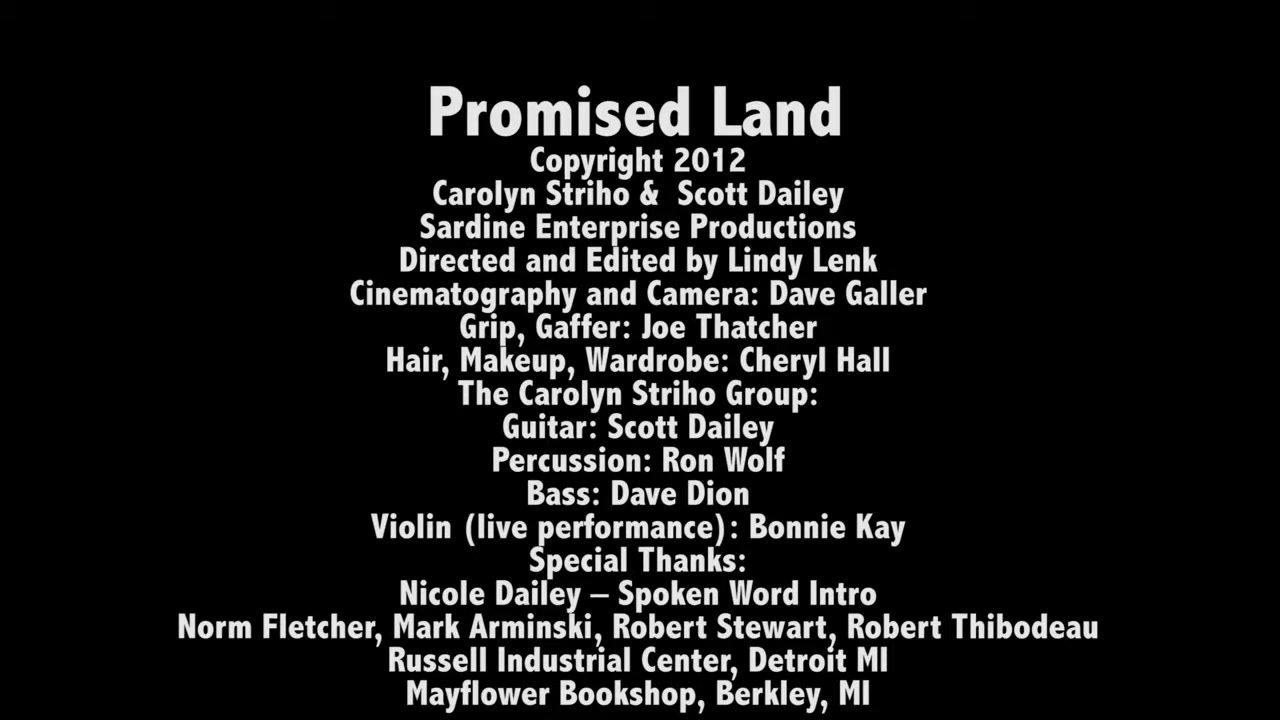 Promised Land
Copyright 2012
Carolyn Striho &  Scott Dailey
Sardine Enterprise Productions
Directed and Edited by Lindy Lenk
Cinematography and Camera: Dave Galler
Grip, Gaffer: Joe Thatcher
Hair, Makeup, Wardrobe: Cheryl Hall
The Carolyn Striho Group:
Guitar: Scott Dailey
Percussion: Ron Wolf
Bass: Dave Dion
Violin (live performance): Bonnie Kay
Special Thanks:
Nicole Dailey – Spoken Word Intro
Norm Fletcher, Mark Arminski, Robert Stewart, Robert Thibodeau
Russell Industrial Center, Detroit MI
Mayflower Bookshop, Berkley, MI